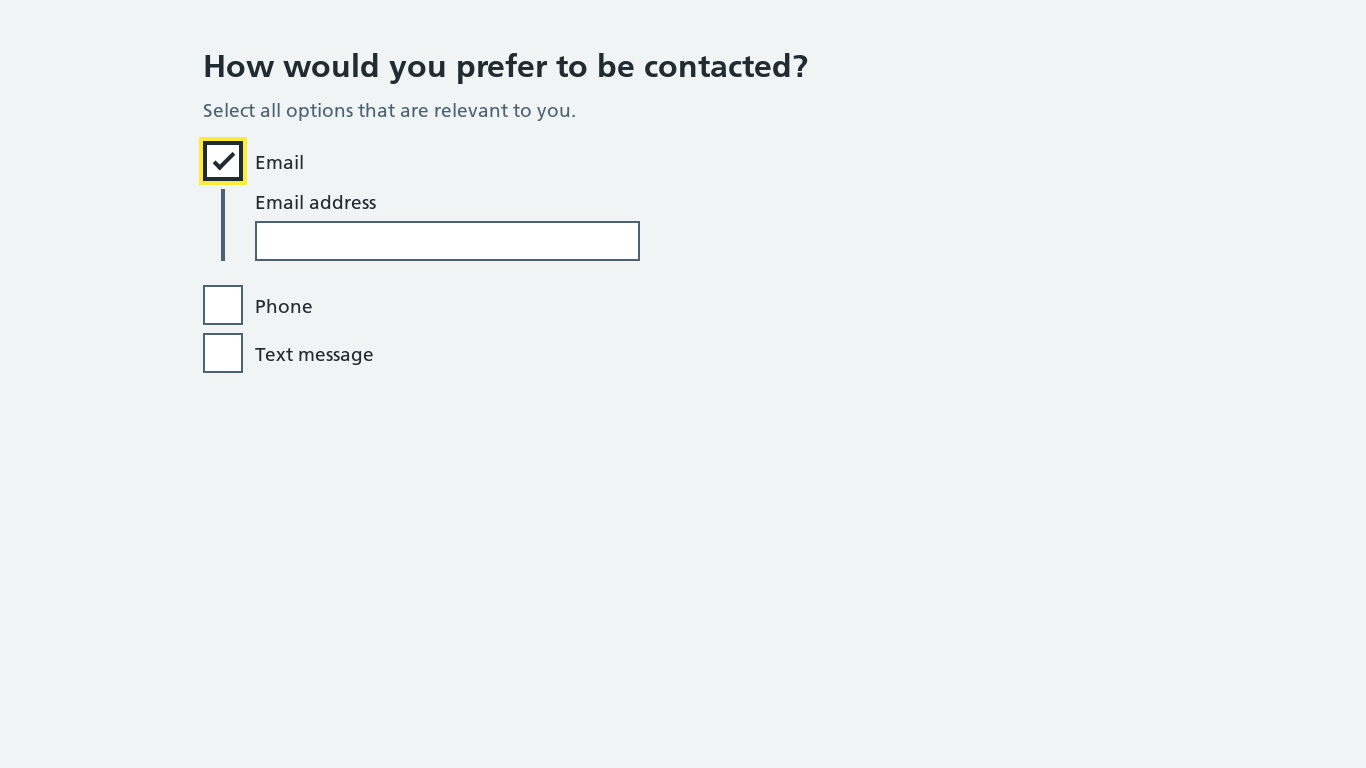 How would you prefer to be contacted?
Select all options that are relevant to you.
Email
Email address
Phone
Text message